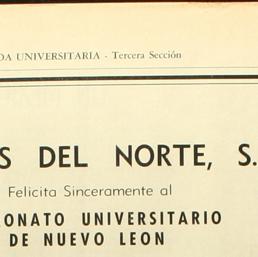 DA UNIVERSITARIA - Tercera Sección
S DEL NORTE, S.
Felicita Sinceramente al
ONATO UNIVERSITARIO
DE NUEVO LEON